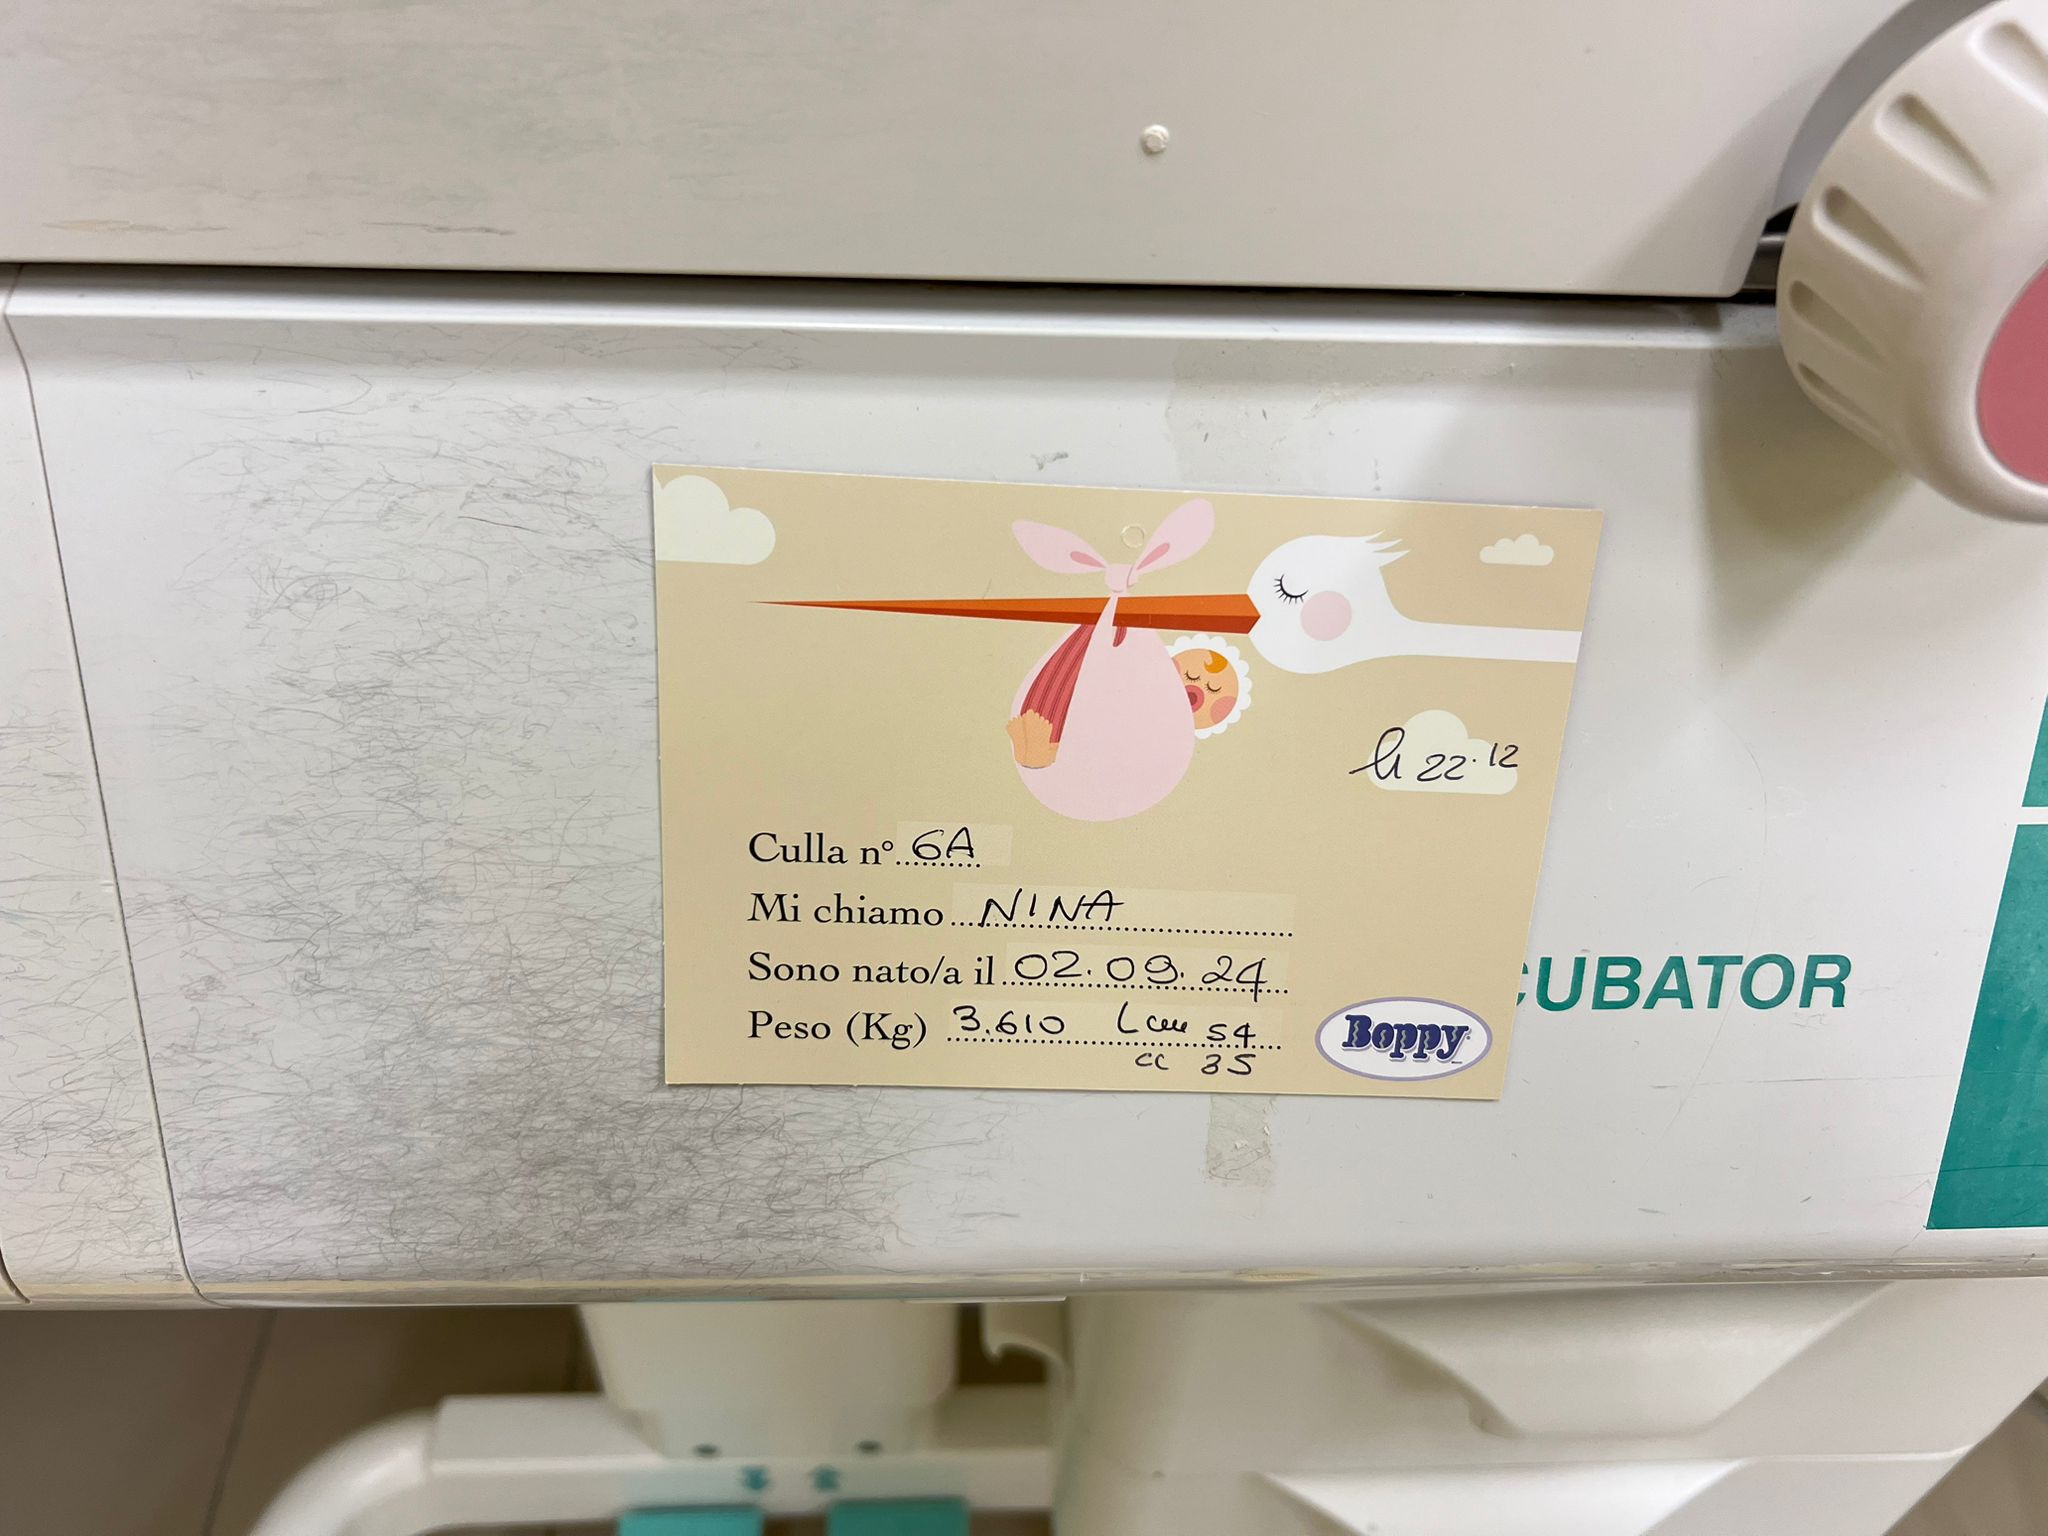 h 22.12
Culla n° 6A
Mi chiamo NINA
Sono nato/a il 02.09.24
Peso (Kg) 3.610 L cm 54
cc 35
Boppy
CUBATOR